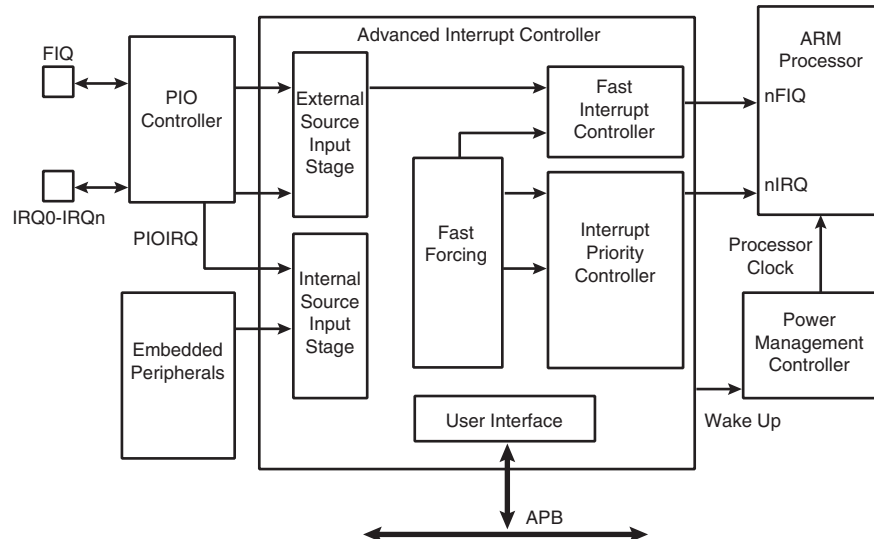 FIQ
IRQ0-IRQn
PIO
Controller
PIOIRQ
Embedded
Peripherals
Advanced Interrupt Controller
External
Source
Input
Stage
Internal
Source
Input
Stage
Fast
Forcing
Fast
Interrupt
Controller
Interrupt
Priority
Controller
User Interface
APB
ARM
Processor
nFIQ
nIRQ
Processor
Clock
Power
Management
Controller
Wake Up